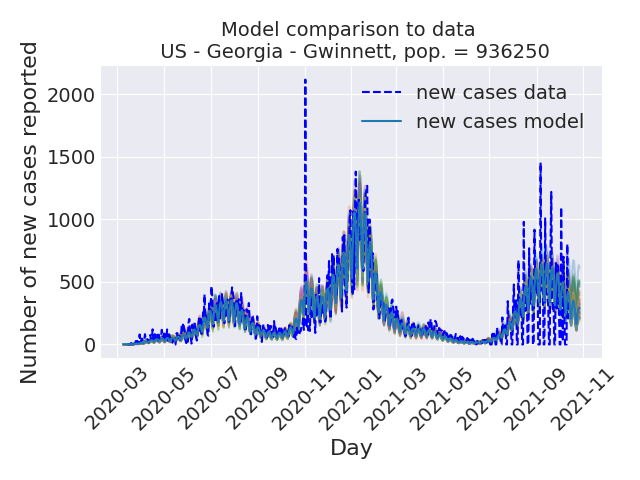 Model comparison to data
US - Georgia - Gwinnett, pop. = 936250
Number of new cases reported
2000
1500
1000
500
0
new cases data
new cases model
2020-03
2020-05
2020-07
2020-09
2020-11
2021-01
2021-03
2021-05
2021-07
2021-09
2021-11
Day